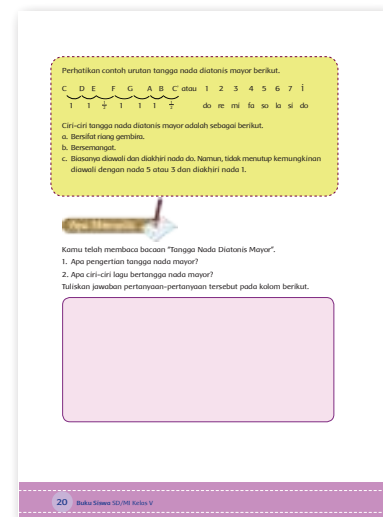 Perhatikan contoh urutan tangga nada diatonis mayor berikut.
C D E F G A B C' atau 1 2 3 4 5 6 7 i
1 1 ½ 1 1 1 ½ do re mi fa so la si do
Ciri-ciri tangga nada diatonis mayor adalah sebagai berikut.
a. Bersifat riang gembira.
b. Bersemangat.
c. Biasanya diawali dan diakhiri nada do. Namun, tidak menutup kemungkinan
diawali dengan nada 5 atau 3 dan diakhiri nada 1.
Ayo Menulis
Kamu telah membaca bacaan "Tangga Nada Diatonis Mayor".
1. Apa pengertian tangga nada mayor?
2. Apa ciri-ciri lagu bertangga nada mayor?
Tuliskan jawaban pertanyaan-pertanyaan tersebut pada kolom berikut.
20 Buku Siswa SD/MI Kelas V